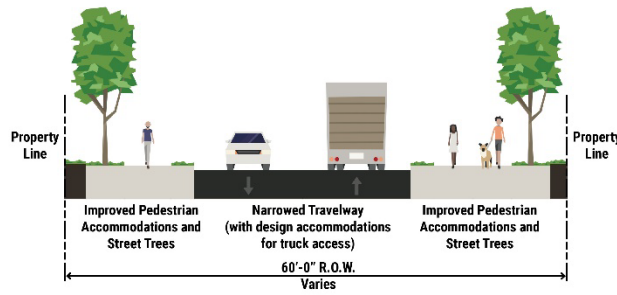 Property
Line
Property
Line
Improved Pedestrian
Accommodations and
Street Trees
Narrowed Travelway
(with design accommodations
for truck access)
Improved Pedestrian
Accommodations and
Street Trees
60'-0" R.O.W.
Varies